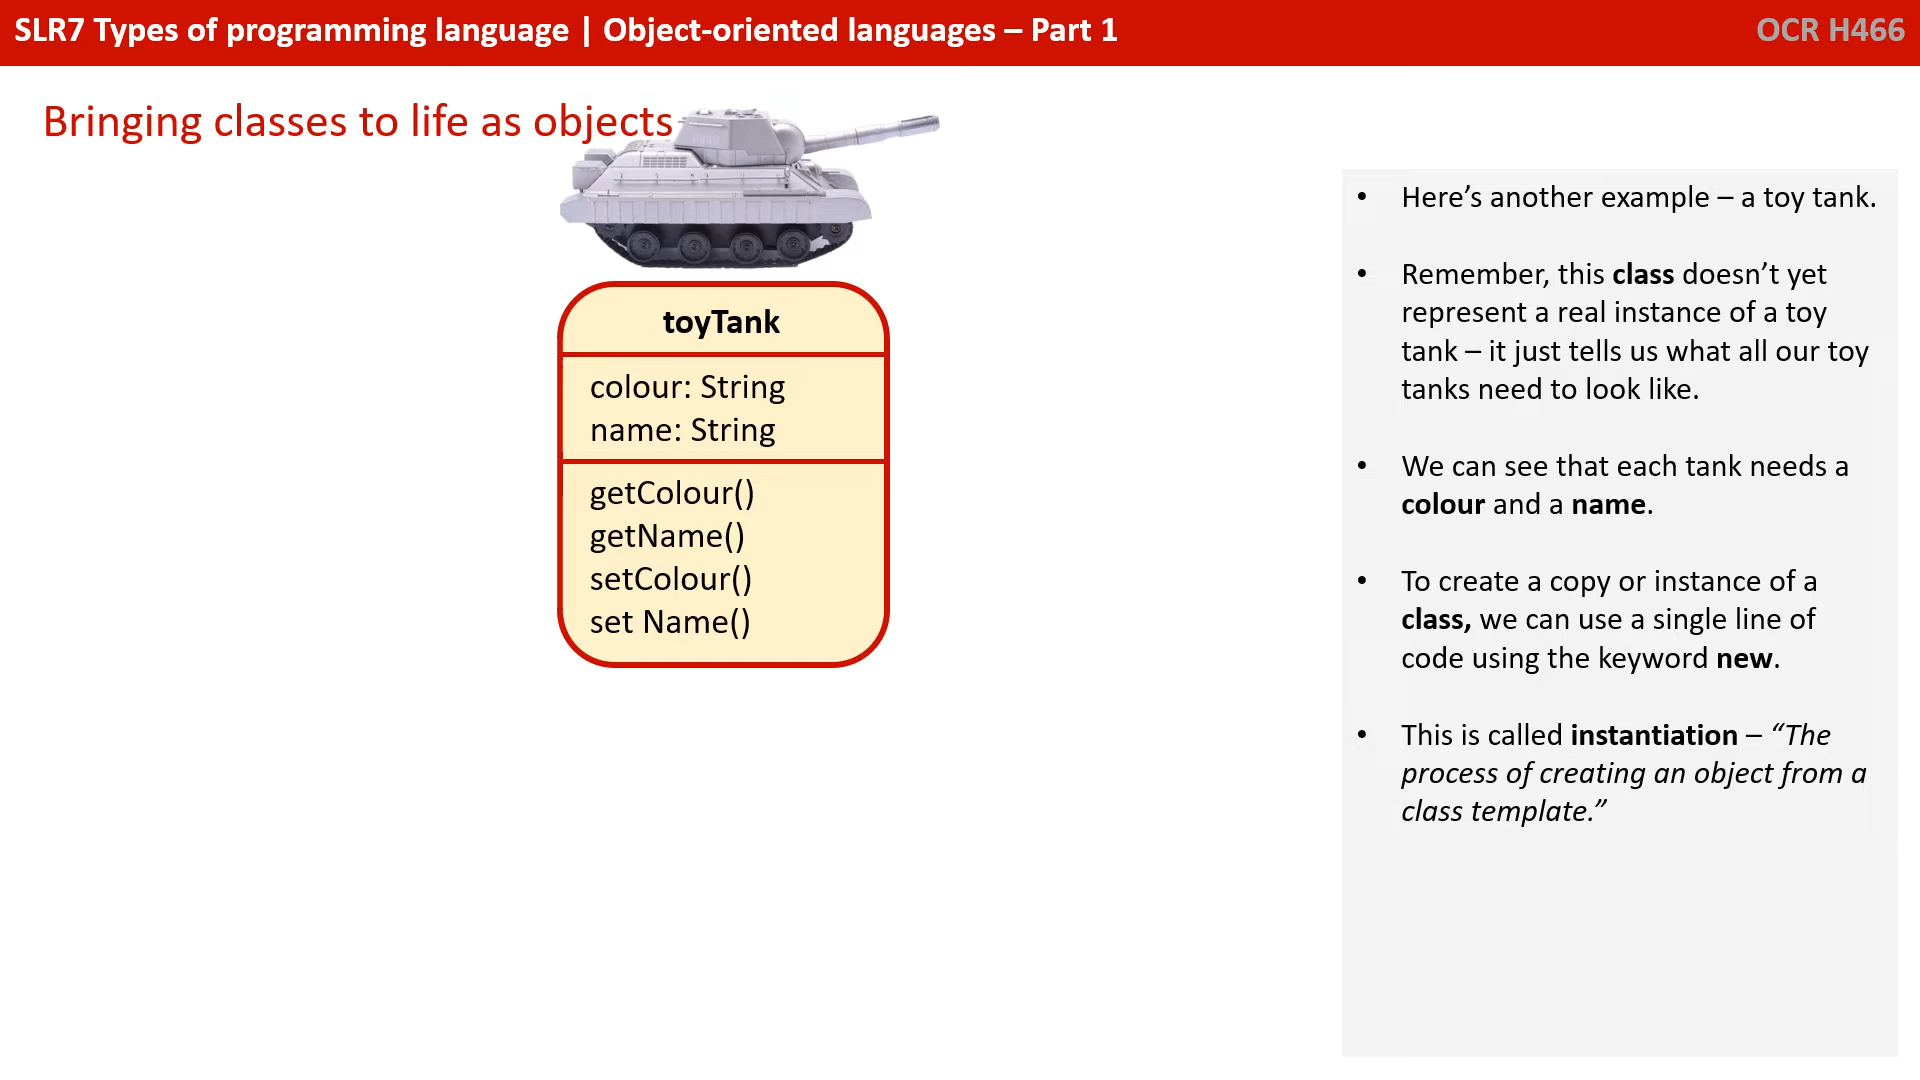 SLR7 Types of programming language | Object-oriented languages – Part 1
OCR H466
Bringing classes to life as objects
toyTank
colour: String
name: String
getColour()
getName()
setColour()
set Name()
• Here’s another example – a toy tank.
• Remember, this class doesn’t yet
represent a real instance of a toy
tank – it just tells us what all our toy
tanks need to look like.
• We can see that each tank needs a
colour and a name.
• To create a copy or instance of a
class, we can use a single line of
code using the keyword new.
• This is called instantiation – “The
process of creating an object from a
class template.”